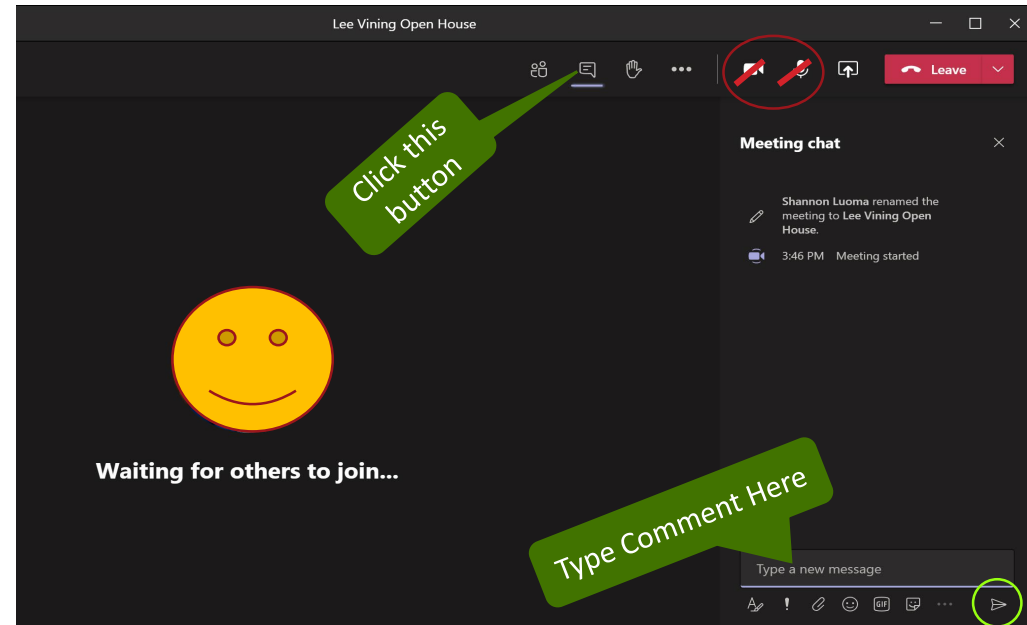 Lee Vining Open House
Leave
Click this
button
Meeting chat
Shannon Luoma renamed the
meeting to Lee Vining Open
House.
3:46 PM Meeting started
Waiting for others to join...
Type Comment Here
Type a new message
GIF